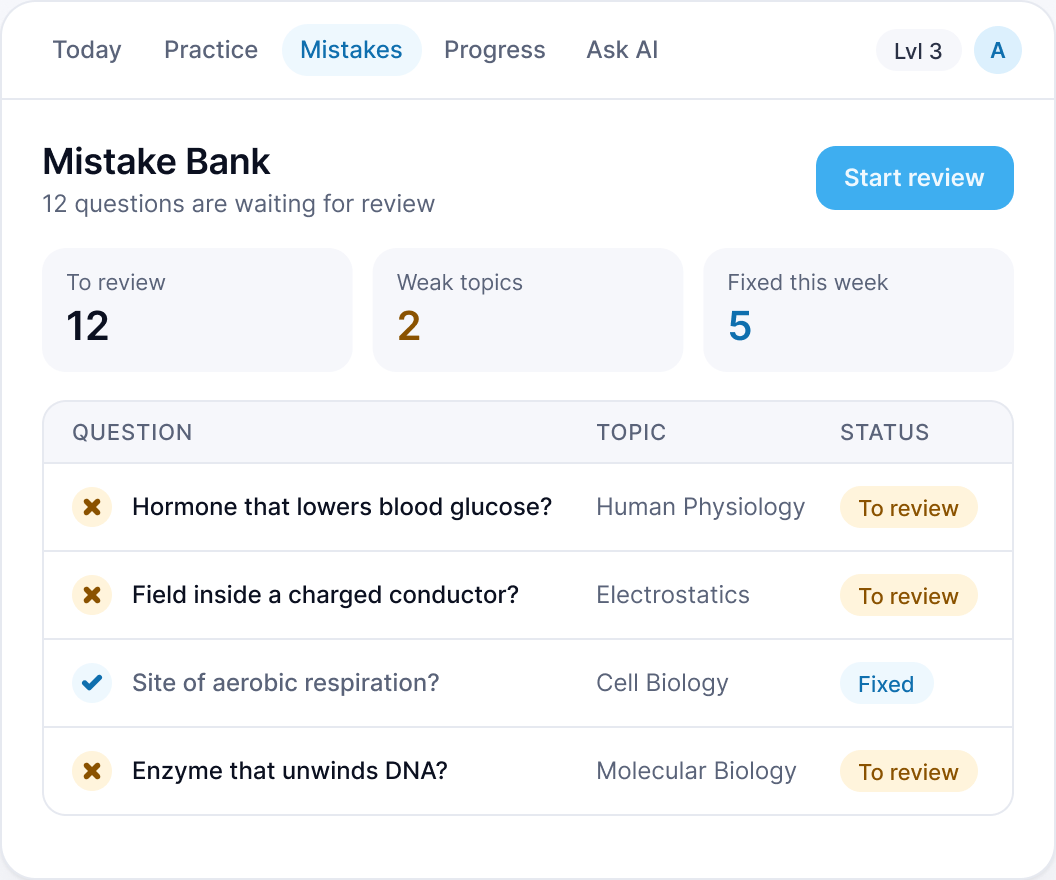 Today Practice Mistakes Progress Ask AI Lvl 3 A
Mistake Bank
12 questions are waiting for review
Start review
To review Weak topics Fixed this week
12 2 5
QUESTION TOPIC STATUS
Hormone that lowers blood glucose? Human Physiology To review
Field inside a charged conductor? Electrostatics To review
Site of aerobic respiration? Cell Biology Fixed
Enzyme that unwinds DNA? Molecular Biology To review